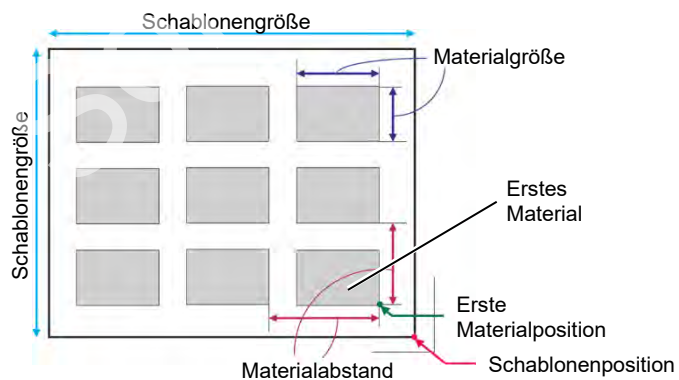 Schablonengröße
Materialgröße
Schablonengröße
Erstes
Material
Erste
Materialposition
Materialabstand
Schablonenposition